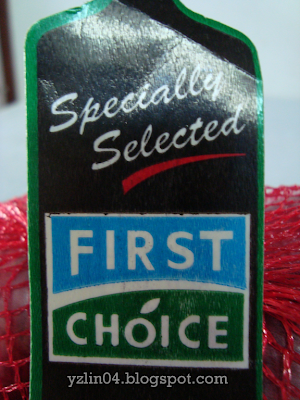 Specially
Selected
FIRST
CHOICE
yzlin04.blogspot.com